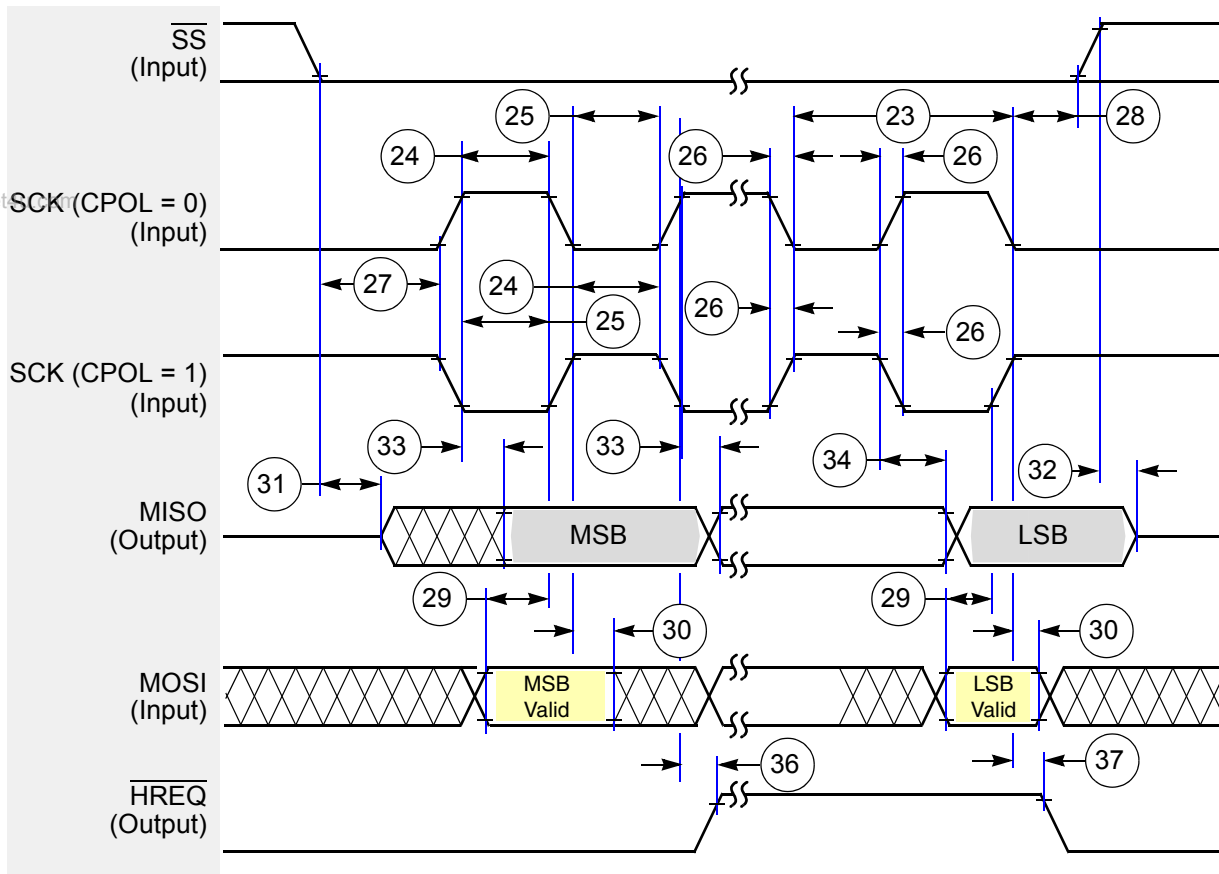 SS
(Input)
25
23
28
24
26
26
SCK (CPOL = 0)
(Input)
27
24
26
25
26
SCK (CPOL = 1)
(Input)
33
33
34
31
32
MISO
(Output)
MSB
LSB
29
29
30
30
MOSI
(Input)
MSB
Valid
LSB
Valid
36
37
HREQ
(Output)